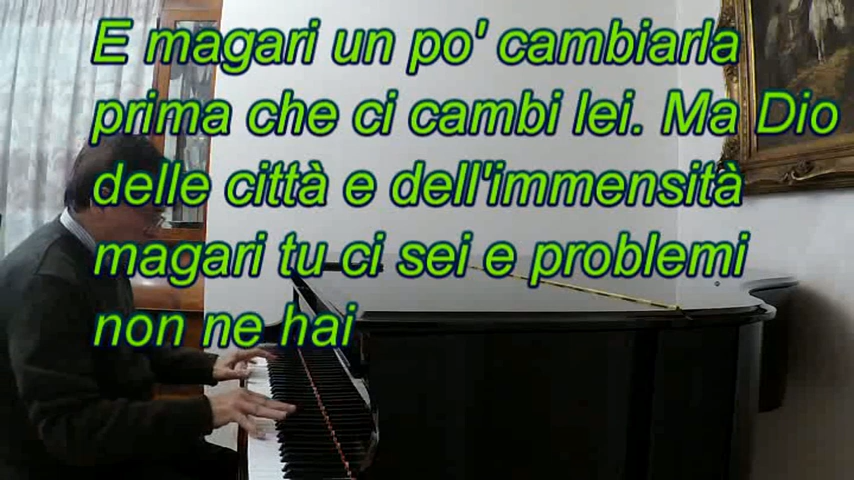 E magari un po' cambiarla
prima che ci cambi lei. Ma Dio
delle città e dell'immensità
magari tu ci sei e problemi
non ne hai